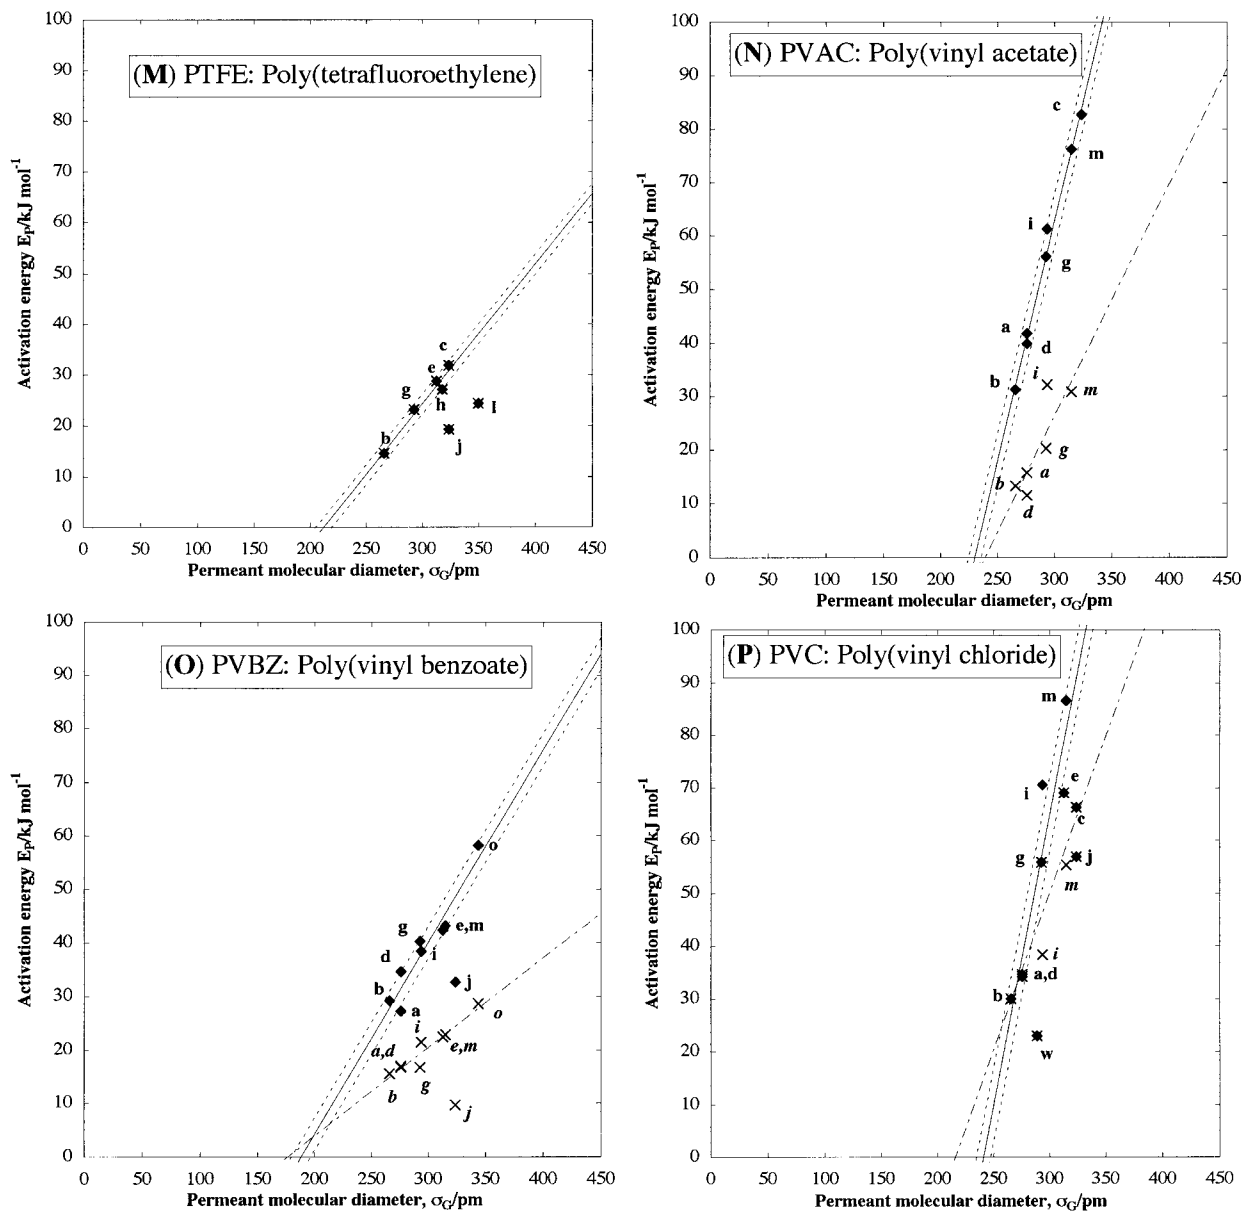 (M) PTFE: Poly(tetrafluoroethylene)
Activation energy E_P/kJ mol⁻¹
100
90
80
70
60
50
40
30
20
10
0
c
e
g
h
l
b
j
0 50 100 150 200 250 300 350 400 450
Permeant molecular diameter, σ_G/pm
(N) PVAC: Poly(vinyl acetate)
Activation energy E_P/kJ mol⁻¹
100
90
80
70
60
50
40
30
20
10
0
c
m
i
g
a
d
i
b
m
g
a
b
d
0 50 100 150 200 250 300 350 400 450
Permeant molecular diameter, σ_G/pm
(O) PVBZ: Poly(vinyl benzoate)
Activation energy E_P/kJ mol⁻¹
100
90
80
70
60
50
40
30
20
10
0
o
g
e,m
d
i
b
j
a
i
o
a,d
e,m
b
g
j
0 50 100 150 200 250 300 350 400 450
Permeant molecular diameter, σ_G/pm
(P) PVC: Poly(vinyl chloride)
Activation energy E_P/kJ mol⁻¹
100
90
80
70
60
50
40
30
20
10
0
m
e
i
c
g
j
m
i
a,d
b
w
0 50 100 150 200 250 300 350 400 450
Permeant molecular diameter, σ_G/pm